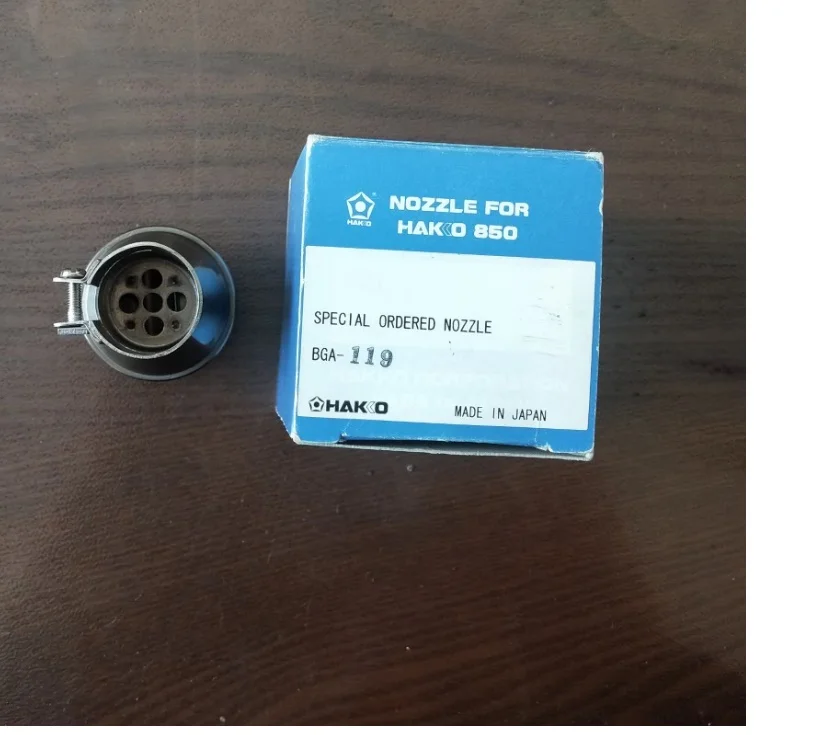 HAKKO
NOZZLE FOR
HAKKO 850
SPECIAL ORDERED NOZZLE
BGA-119
HAKKO
MADE IN JAPAN